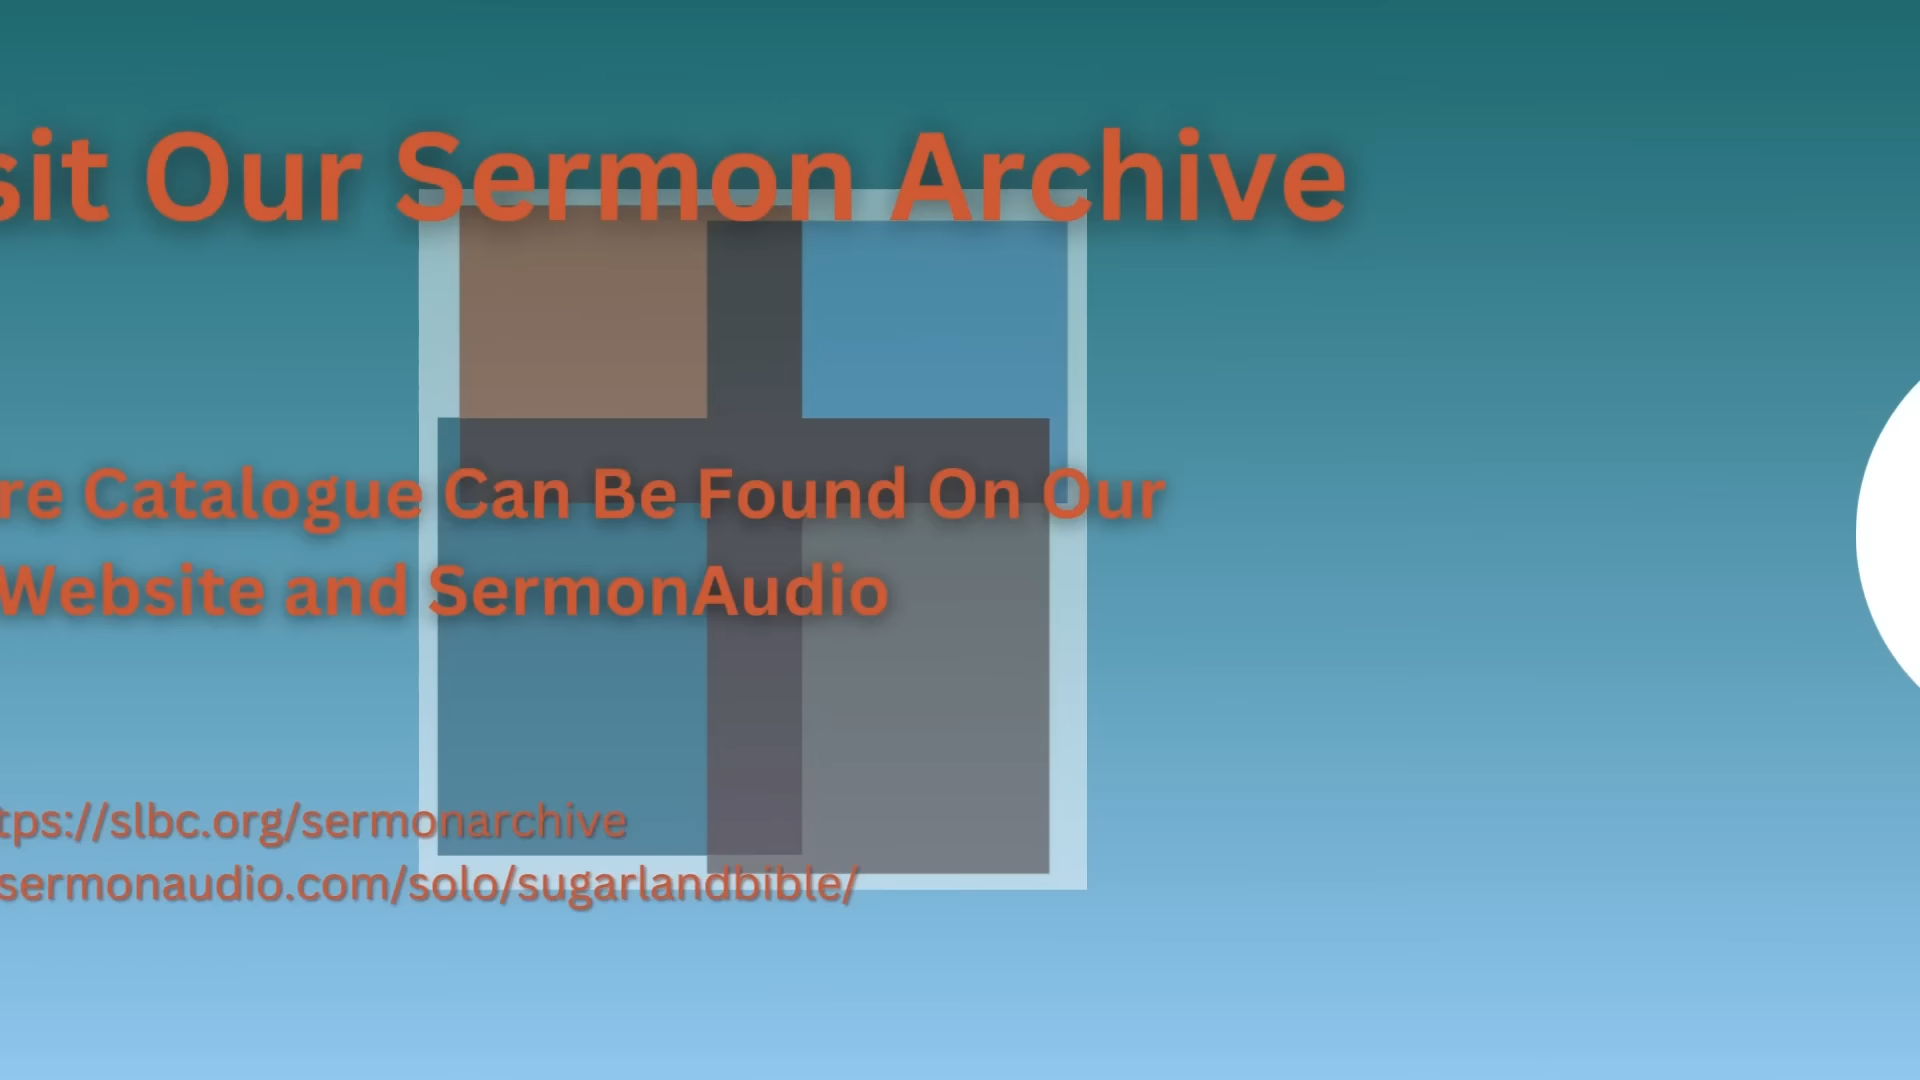 sit Our Sermon Archive
re Catalogue Can Be Found On Our
Website and SermonAudio
tps://slbc.org/sermonarchive
sermonaudio.com/solo/sugarlandbible/